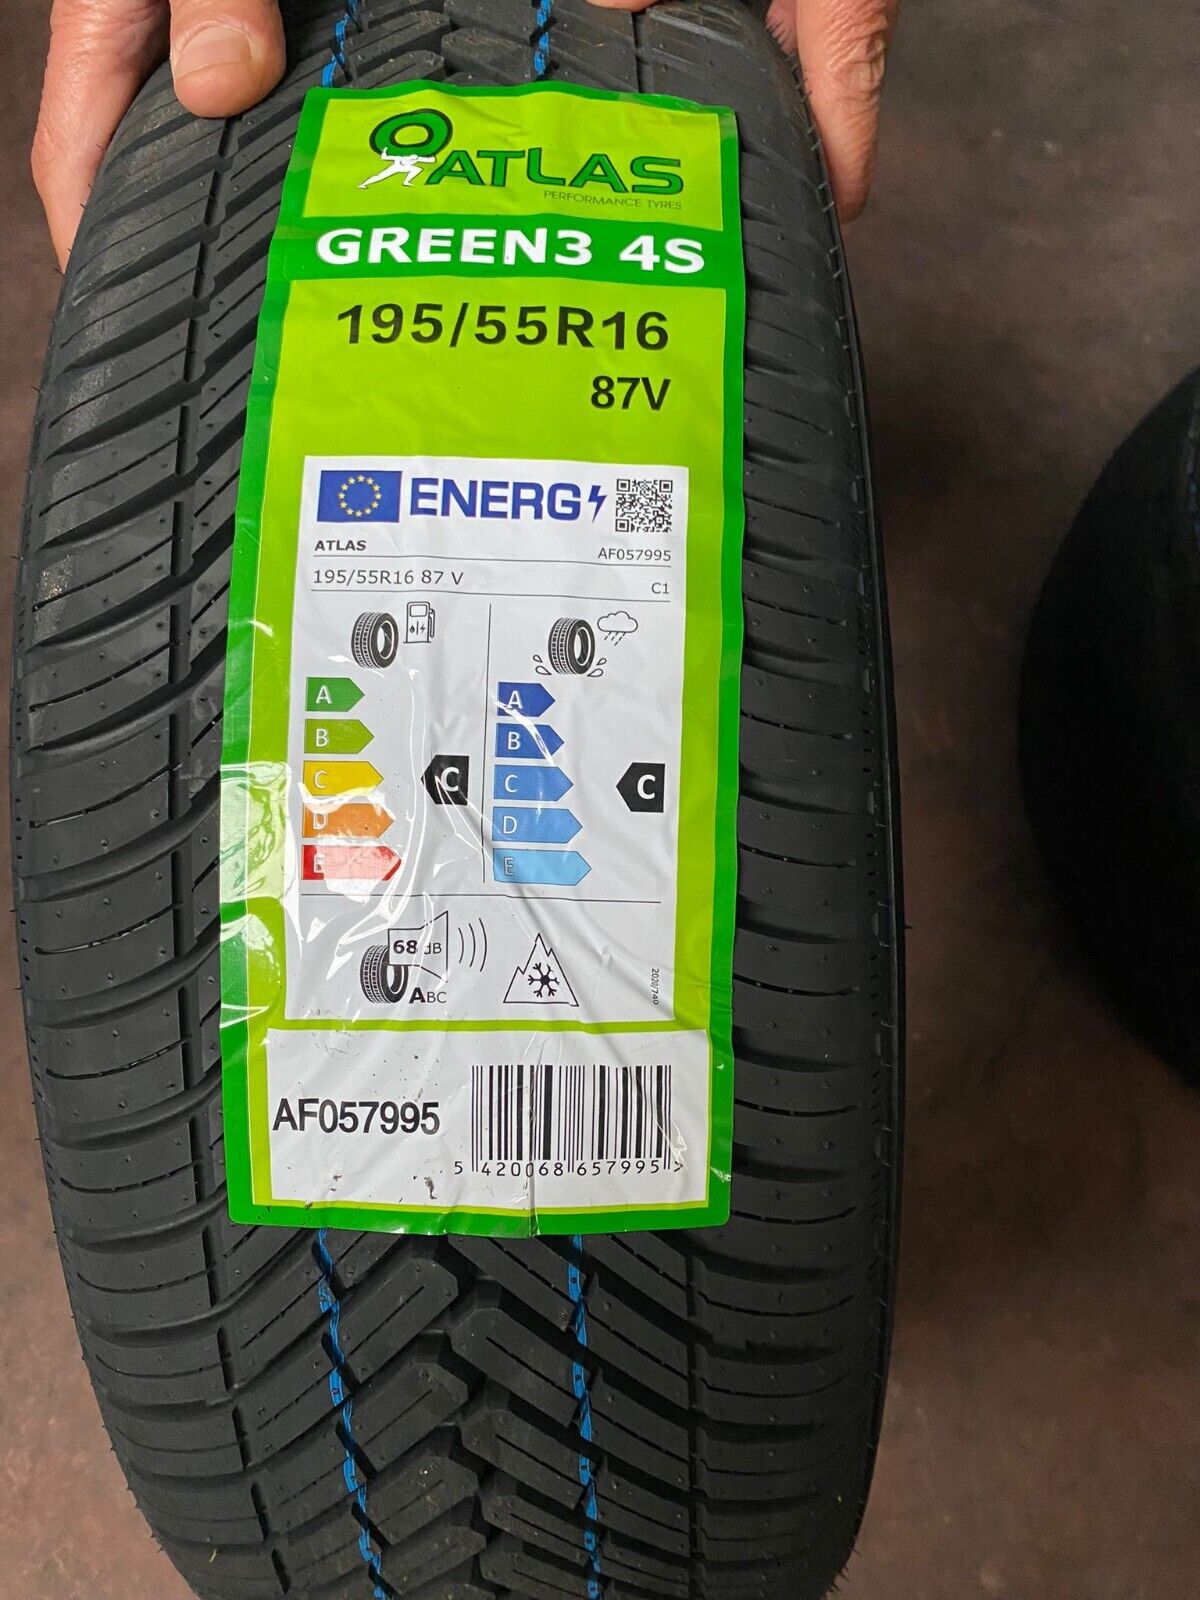 ATLAS
PERFORMANCE TYRES
GREEN3 4S
195/55R16
87V
ENERG
ATLAS AF057995
195/55R16 87 V C1
A A
B B
C C C C
D D
E E
68 dB
ABC
2020/740
AF057995
5 420068 657995 >